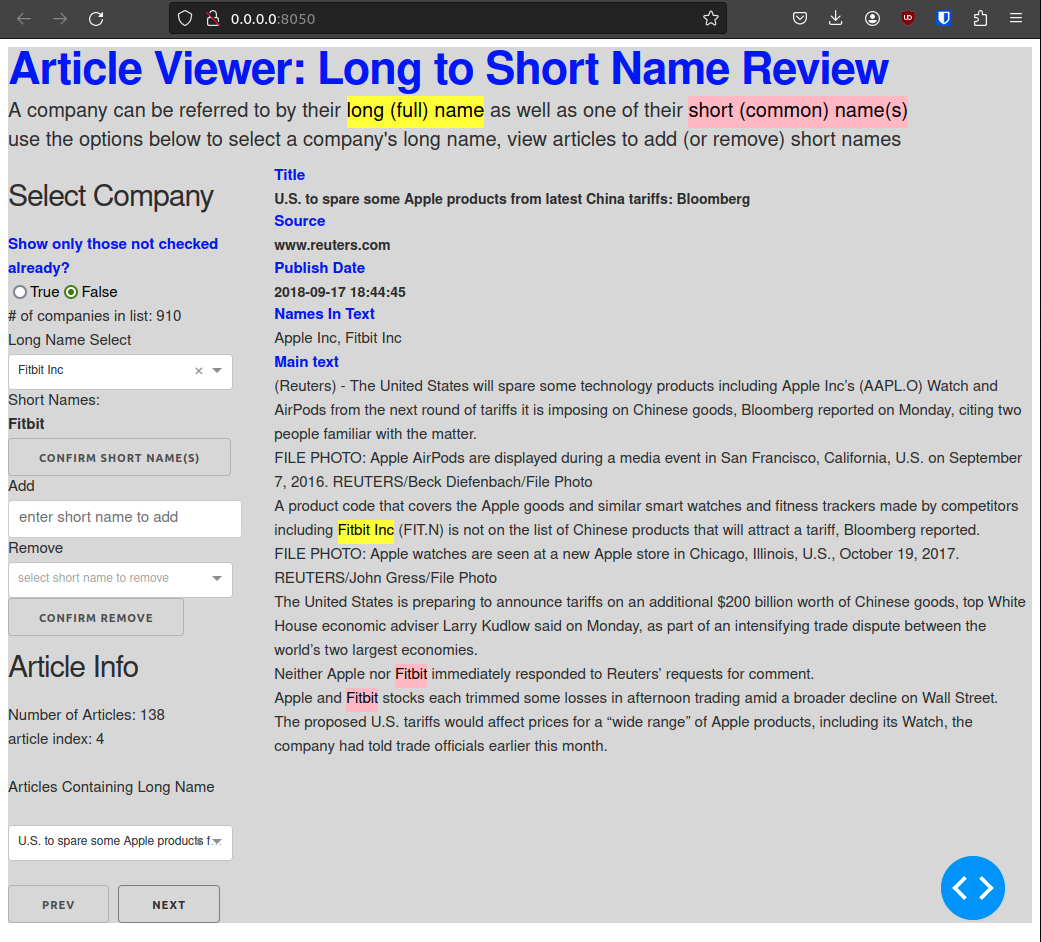 0.0.0.0:8050
Article Viewer: Long to Short Name Review
A company can be referred to by their long (full) name as well as one of their short (common) name(s)
use the options below to select a company's long name, view articles to add (or remove) short names
Select Company
Show only those not checked
already?
True False
# of companies in list: 910
Long Name Select
Fitbit Inc
Short Names:
Fitbit
CONFIRM SHORT NAME(S)
Add
enter short name to add
Remove
select short name to remove
CONFIRM REMOVE
Article Info
Number of Articles: 138
article index: 4
Articles Containing Long Name
U.S. to spare some Apple products f...
PREV NEXT
Title
U.S. to spare some Apple products from latest China tariffs: Bloomberg
Source
www.reuters.com
Publish Date
2018-09-17 18:44:45
Names In Text
Apple Inc, Fitbit Inc
Main text
(Reuters) - The United States will spare some technology products including Apple Inc’s (AAPL.O) Watch and
AirPods from the next round of tariffs it is imposing on Chinese goods, Bloomberg reported on Monday, citing two
people familiar with the matter.
FILE PHOTO: Apple AirPods are displayed during a media event in San Francisco, California, U.S. on September
7, 2016. REUTERS/Beck Diefenbach/File Photo
A product code that covers the Apple goods and similar smart watches and fitness trackers made by competitors
including Fitbit Inc (FIT.N) is not on the list of Chinese products that will attract a tariff, Bloomberg reported.
FILE PHOTO: Apple watches are seen at a new Apple store in Chicago, Illinois, U.S., October 19, 2017.
REUTERS/John Gress/File Photo
The United States is preparing to announce tariffs on an additional $200 billion worth of Chinese goods, top White
House economic adviser Larry Kudlow said on Monday, as part of an intensifying trade dispute between the
world’s two largest economies.
Neither Apple nor Fitbit immediately responded to Reuters’ requests for comment.
Apple and Fitbit stocks each trimmed some losses in afternoon trading amid a broader decline on Wall Street.
The proposed U.S. tariffs would affect prices for a “wide range” of Apple products, including its Watch, the
company had told trade officials earlier this month.